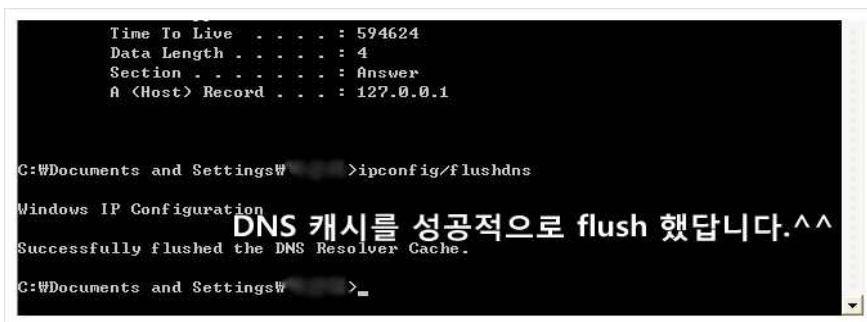 Time To Live . . . . : 594624
Data Length . . . . . : 4
Section . . . . . . . : Answer
A (Host) Record . . . : 127.0.0.1
C:₩Documents and Settings₩ >ipconfig/flushdns
Windows IP Configuration
DNS 캐시를 성공적으로 flush 했답니다.^^
Successfully flushed the DNS Resolver Cache.
C:₩Documents and Settings₩ >_